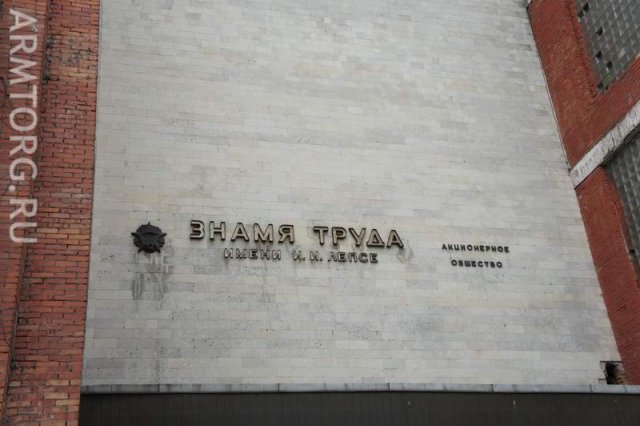 ARMTORG.RU
ЗНАМЯ ТРУДА
ИМЕНИ И.И. ЛЕПСЕ
АКЦИОНЕРНОЕ
ОБЩЕСТВО